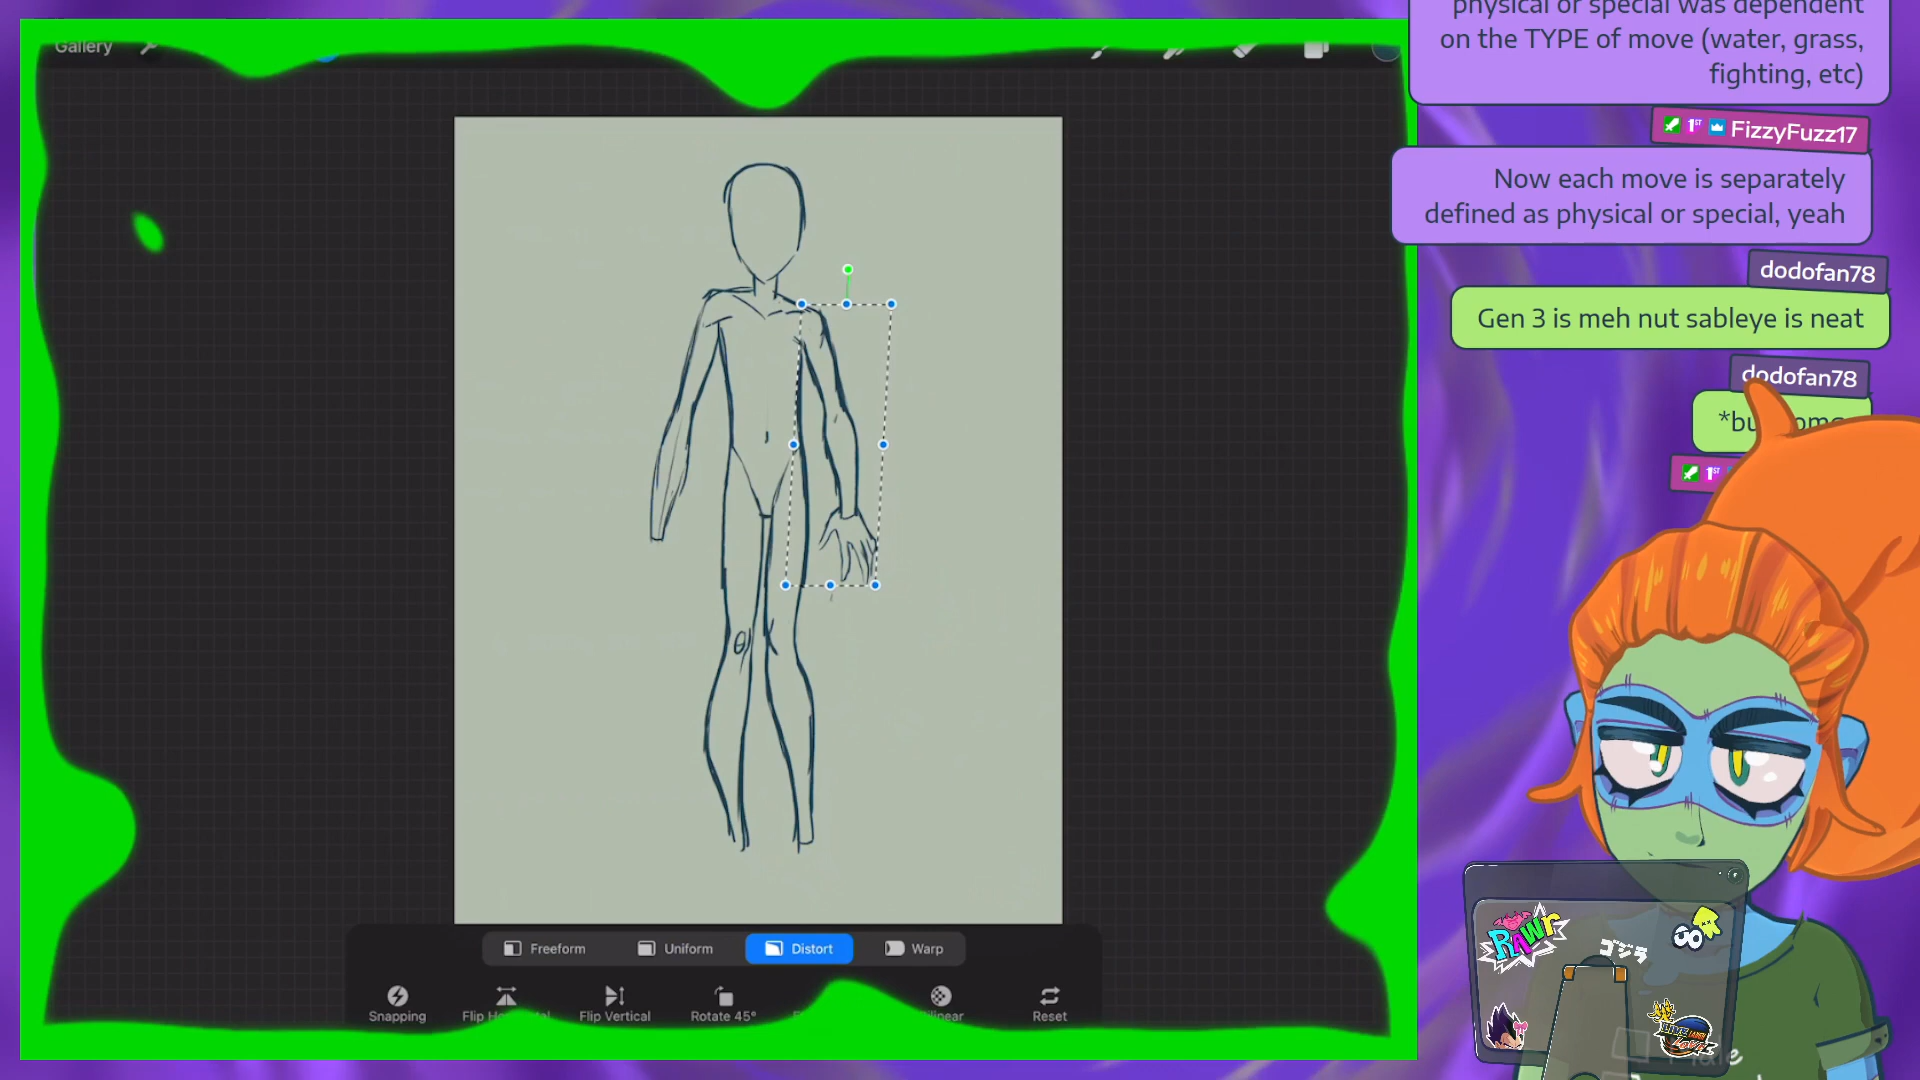 Gallery
physical or special was dependent
on the TYPE of move (water, grass,
fighting, etc)
1ST FizzyFuzz17
Now each move is separately
defined as physical or special, yeah
dodofan78
Gen 3 is meh nut sableye is neat
dodofan78
1ST
Freeform
Uniform
Distort
Warp
Snapping
Flip Vertical
Rotate 45°
Reset
RAWr
ゴジラ